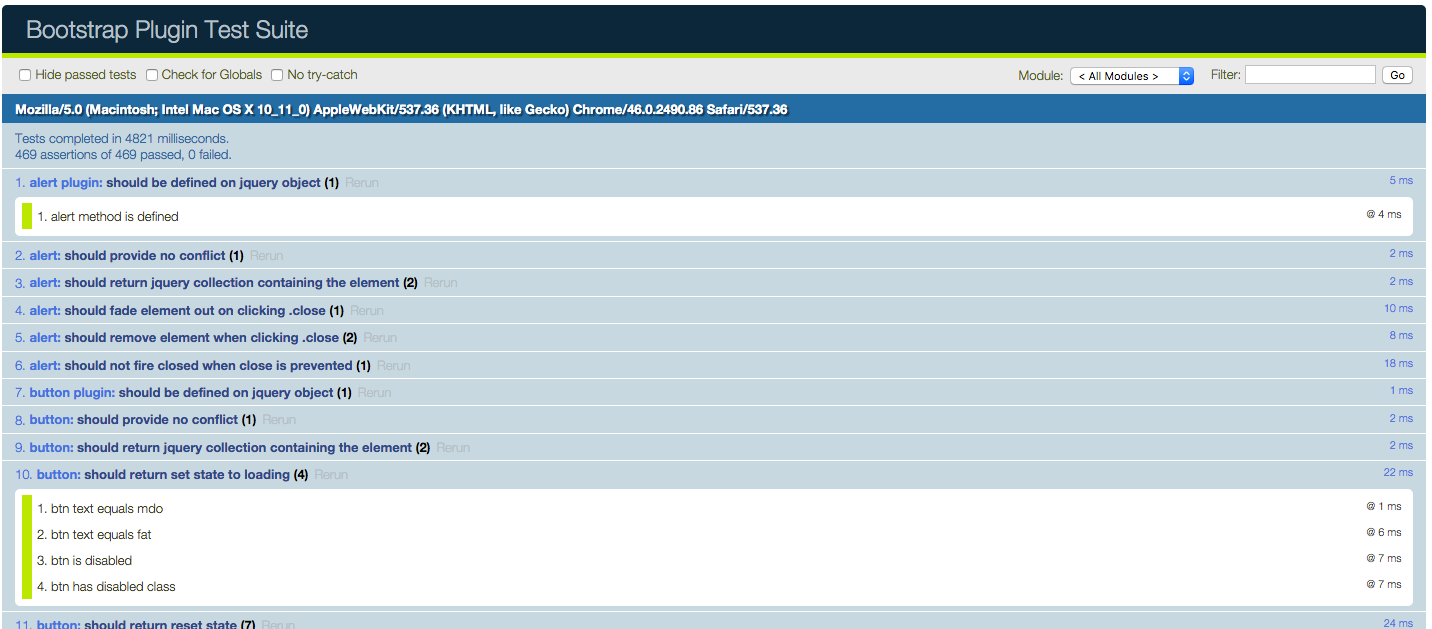 Bootstrap Plugin Test Suite
Hide passed tests Check for Globals No try-catch Module: < All Modules > Filter: Go
Mozilla/5.0 (Macintosh; Intel Mac OS X 10_11_0) AppleWebKit/537.36 (KHTML, like Gecko) Chrome/46.0.2490.86 Safari/537.36
Tests completed in 4821 milliseconds.
469 assertions of 469 passed, 0 failed.
1. alert plugin: should be defined on jquery object (1) Rerun 5 ms
1. alert method is defined @ 4 ms
2. alert: should provide no conflict (1) Rerun 2 ms
3. alert: should return jquery collection containing the element (2) Rerun 2 ms
4. alert: should fade element out on clicking .close (1) Rerun 10 ms
5. alert: should remove element when clicking .close (2) Rerun 8 ms
6. alert: should not fire closed when close is prevented (1) Rerun 18 ms
7. button plugin: should be defined on jquery object (1) Rerun 1 ms
8. button: should provide no conflict (1) Rerun 2 ms
9. button: should return jquery collection containing the element (2) Rerun 2 ms
10. button: should return set state to loading (4) Rerun 22 ms
1. btn text equals mdo @ 1 ms
2. btn text equals fat @ 6 ms
3. btn is disabled @ 7 ms
4. btn has disabled class @ 7 ms
11. button: should return reset state (7) Rerun 24 ms